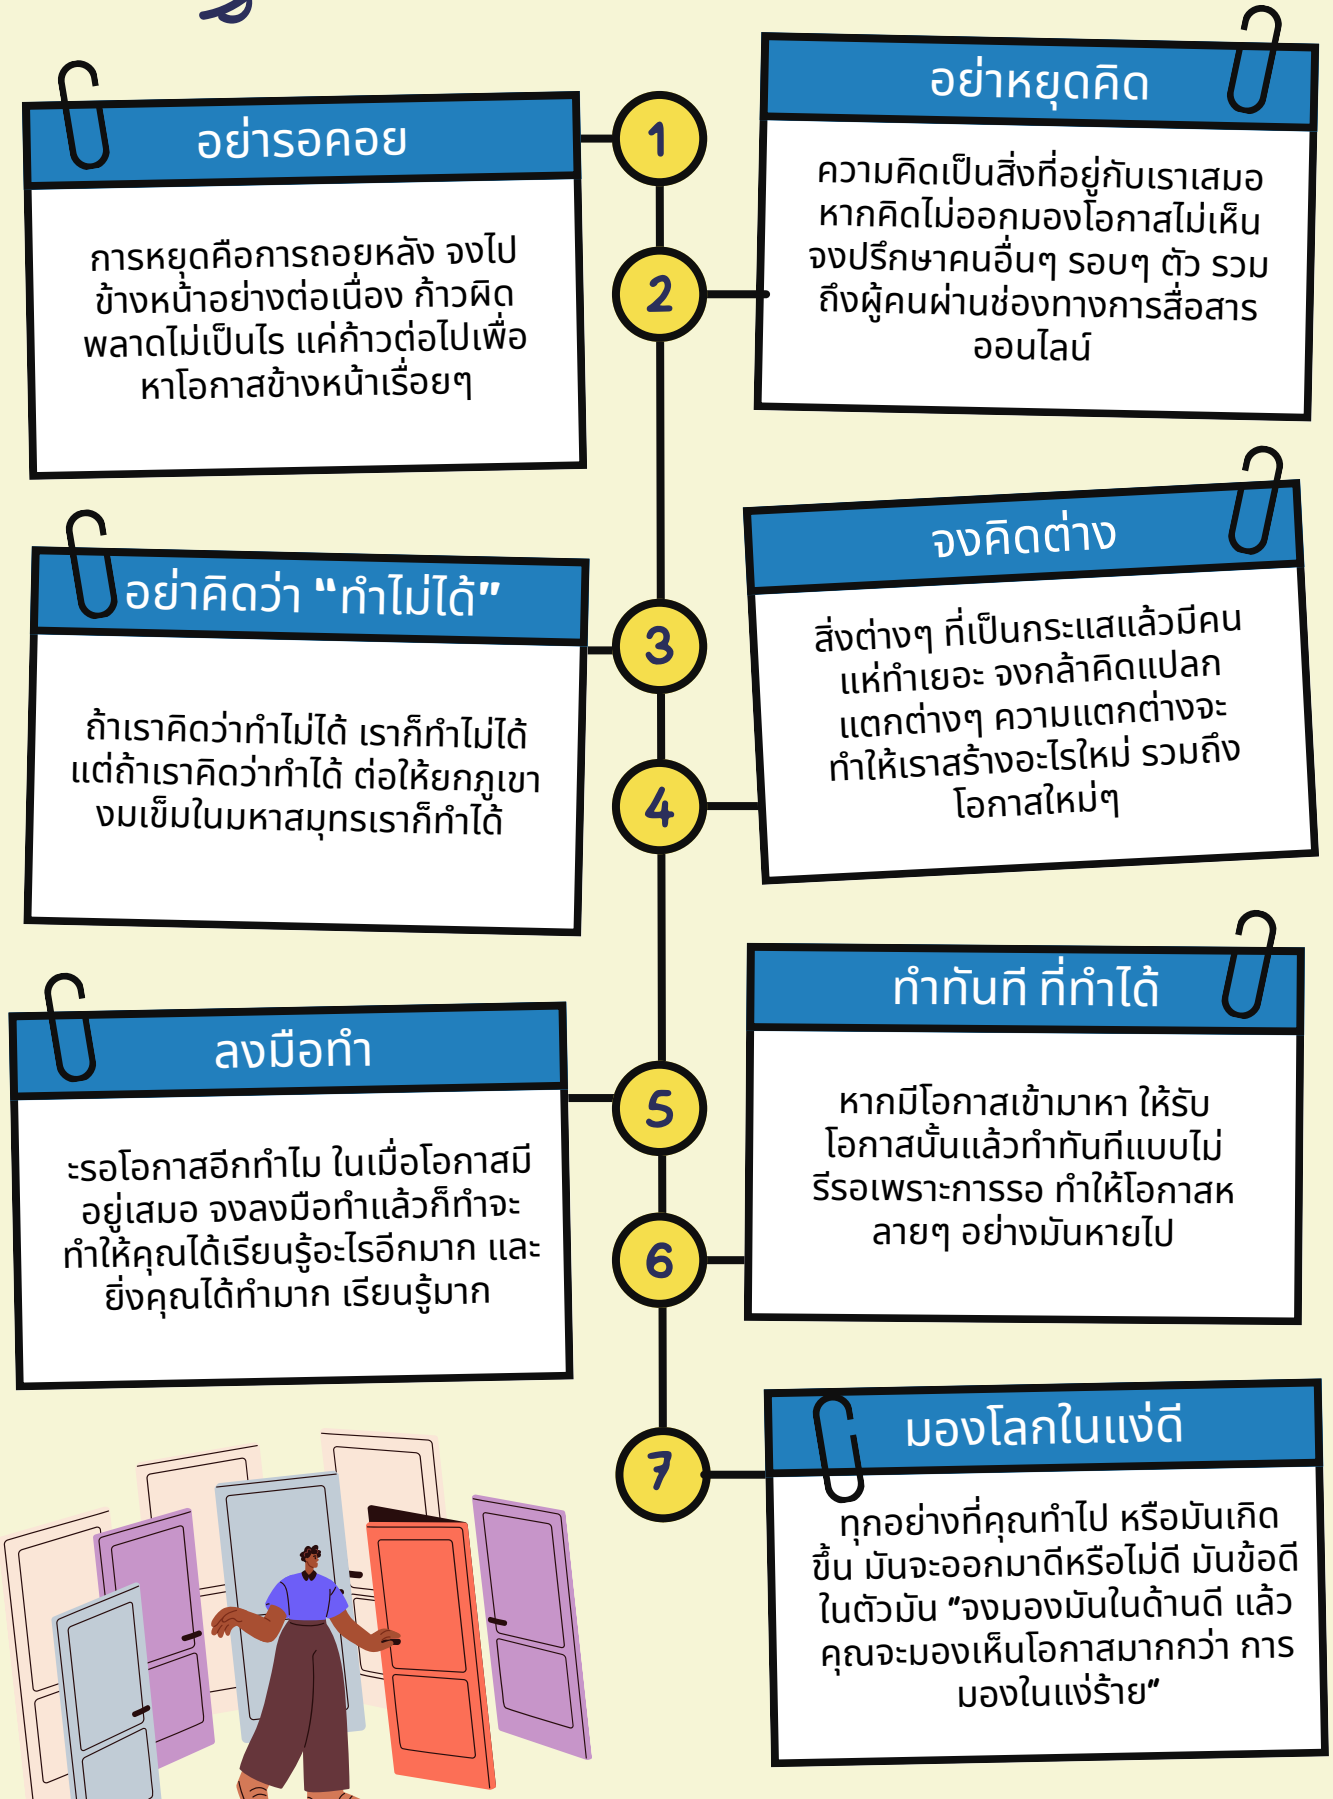 1
อย่ารอคอย
การหยุดคือการถอยหลัง จงไป
ข้างหน้าอย่างต่อเนื่อง ก้าวผิด
พลาดไม่เป็นไร แค่ก้าวต่อไปเพื่อ
หาโอกาสข้างหน้าเรื่อยๆ
2
อย่าหยุดคิด
ความคิดเป็นสิ่งที่อยู่กับเราเสมอ
หากคิดไม่ออกมองโอกาสไม่เห็น
จงปรึกษาคนอื่นๆ รอบๆ ตัว รวม
ถึงผู้คนผ่านช่องทางการสื่อสาร
ออนไลน์
3
อย่าคิดว่า “ทำไม่ได้”
ถ้าเราคิดว่าทำไม่ได้ เราก็ทำไม่ได้
แต่ถ้าเราคิดว่าทำได้ ต่อให้ยกภูเขา
งมเข็มในมหาสมุทรเราก็ทำได้
4
จงคิดต่าง
สิ่งต่างๆ ที่เป็นกระแสแล้วมีคน
แห่ทำเยอะ จงกล้าคิดแปลก
แตกต่างๆ ความแตกต่างจะ
ทำให้เราสร้างอะไรใหม่ รวมถึง
โอกาสใหม่ๆ
5
ลงมือทำ
ะรอโอกาสอีกทำไม ในเมื่อโอกาสมี
อยู่เสมอ จงลงมือทำแล้วก็ทำจะ
ทำให้คุณได้เรียนรู้อะไรอีกมาก และ
ยิ่งคุณได้ทำมาก เรียนรู้มาก
6
ทำทันที ที่ทำได้
หากมีโอกาสเข้ามาหา ให้รับ
โอกาสนั้นแล้วทำทันทีแบบไม่
รีรอเพราะการรอ ทำให้โอกาสห
ลายๆ อย่างมันหายไป
7
มองโลกในแง่ดี
ทุกอย่างที่คุณทำไป หรือมันเกิด
ขึ้น มันจะออกมาดีหรือไม่ดี มันข้อดี
ในตัวมัน "จงมองมันในด้านดี แล้ว
คุณจะมองเห็นโอกาสมากกว่า การ
มองในแง่ร้าย"